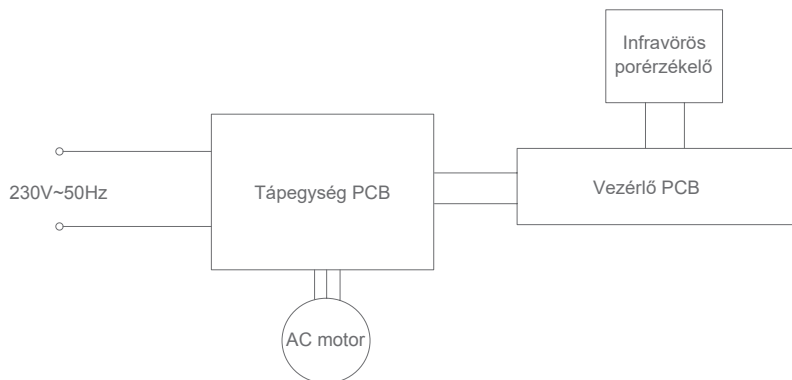 Infravörös
porérzékelő
230V~50Hz
Tápegység PCB
Vezérlő PCB
AC motor